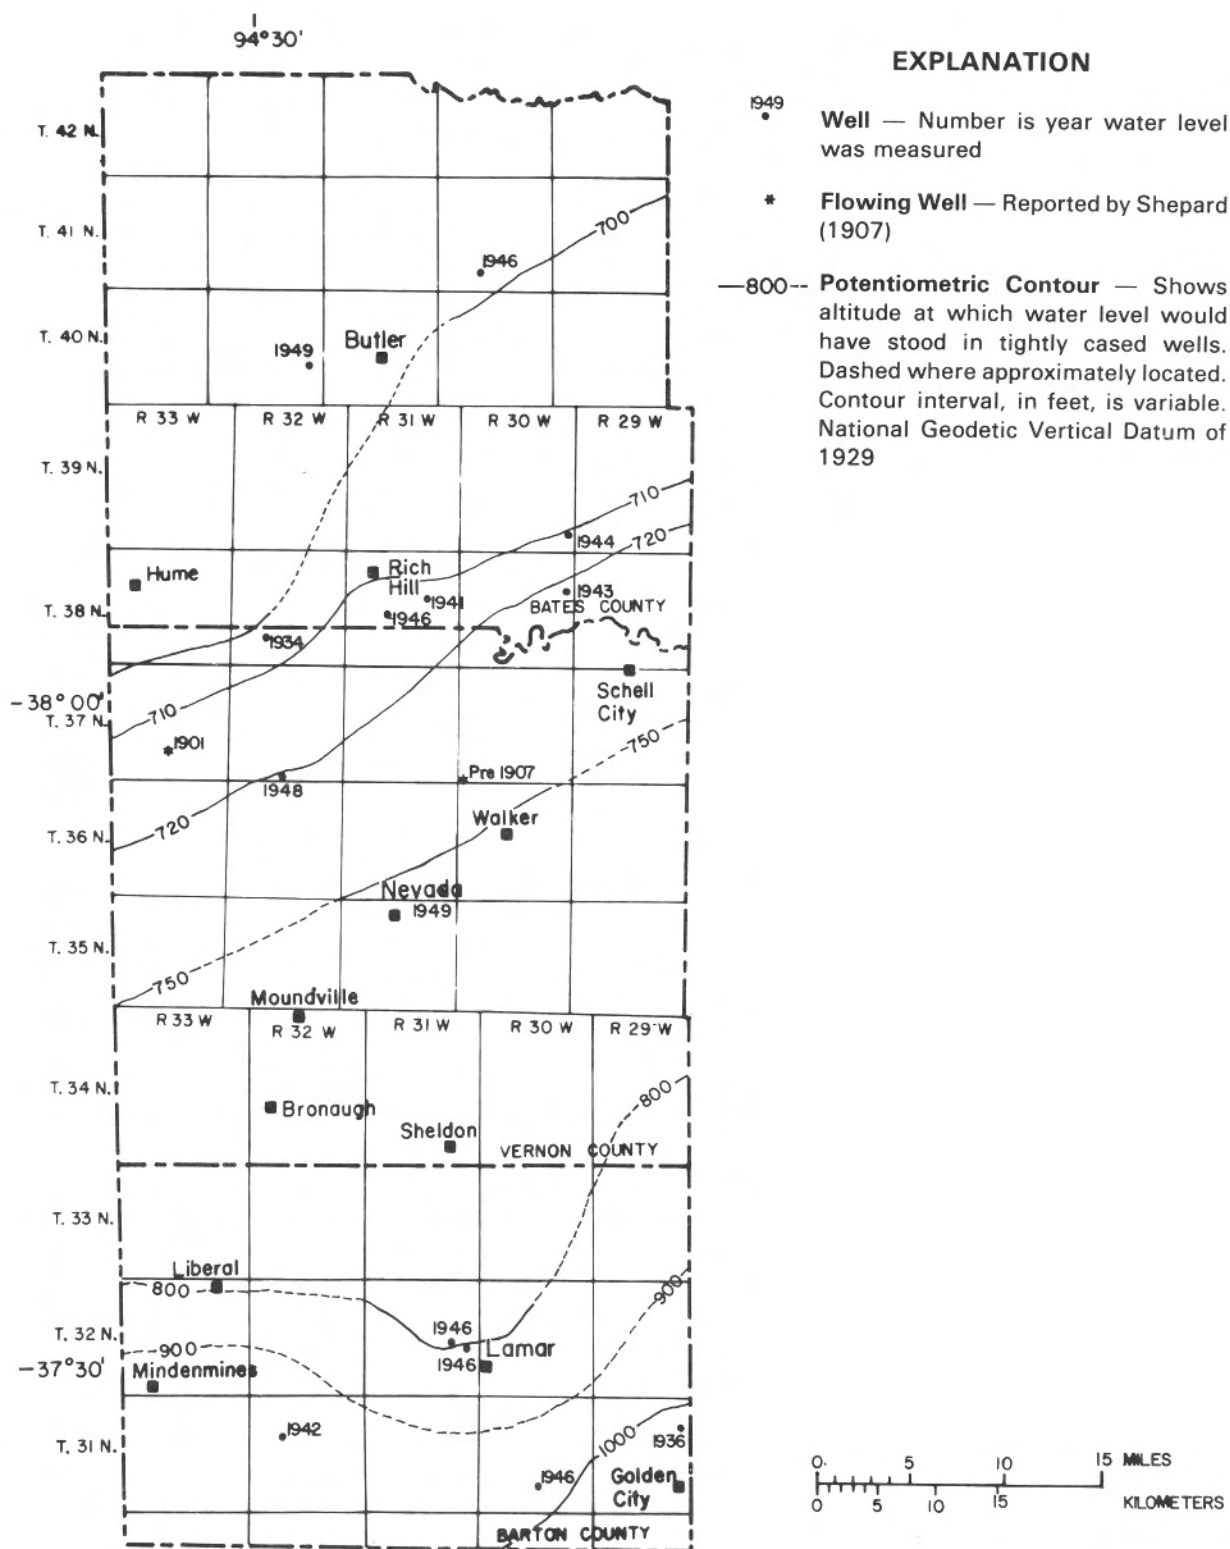 94°30'
EXPLANATION
1949
Well — Number is year water level
was measured
Flowing Well — Reported by Shepard
(1907)
—800-- Potentiometric Contour — Shows
altitude at which water level would
have stood in tightly cased wells.
Dashed where approximately located.
Contour interval, in feet, is variable.
National Geodetic Vertical Datum of
1929
T. 42 N.
T. 41 N.
700
1946
T. 40 N.
1949
Butler
R 33 W R 32 W R 31 W R 30 W R 29 W
T. 39 N.
710
1944
720
Hume
Rich
Hill
1941
1943
T. 38 N.
1946
BATES COUNTY
1934
-38°00'
Schell
City
T. 37 N.
710
1901
750
Pre 1907
1948
720
Walker
T. 36 N.
Nevada
1949
T. 35 N.
750
Moundville
R 33 W R 32 W R 31 W R 30 W R 29 W
T. 34 N.
800
Bronaugh
Sheldon
VERNON COUNTY
T. 33 N.
Liberal
800
900
1946
T. 32 N.
900
1946
Lamar
-37°30'
Mindenmines
1942
1000
1936
T. 31 N.
1946
Golden
City
BARTON COUNTY
0 5 10 15 MILES
0 5 10 15 KILOMETERS